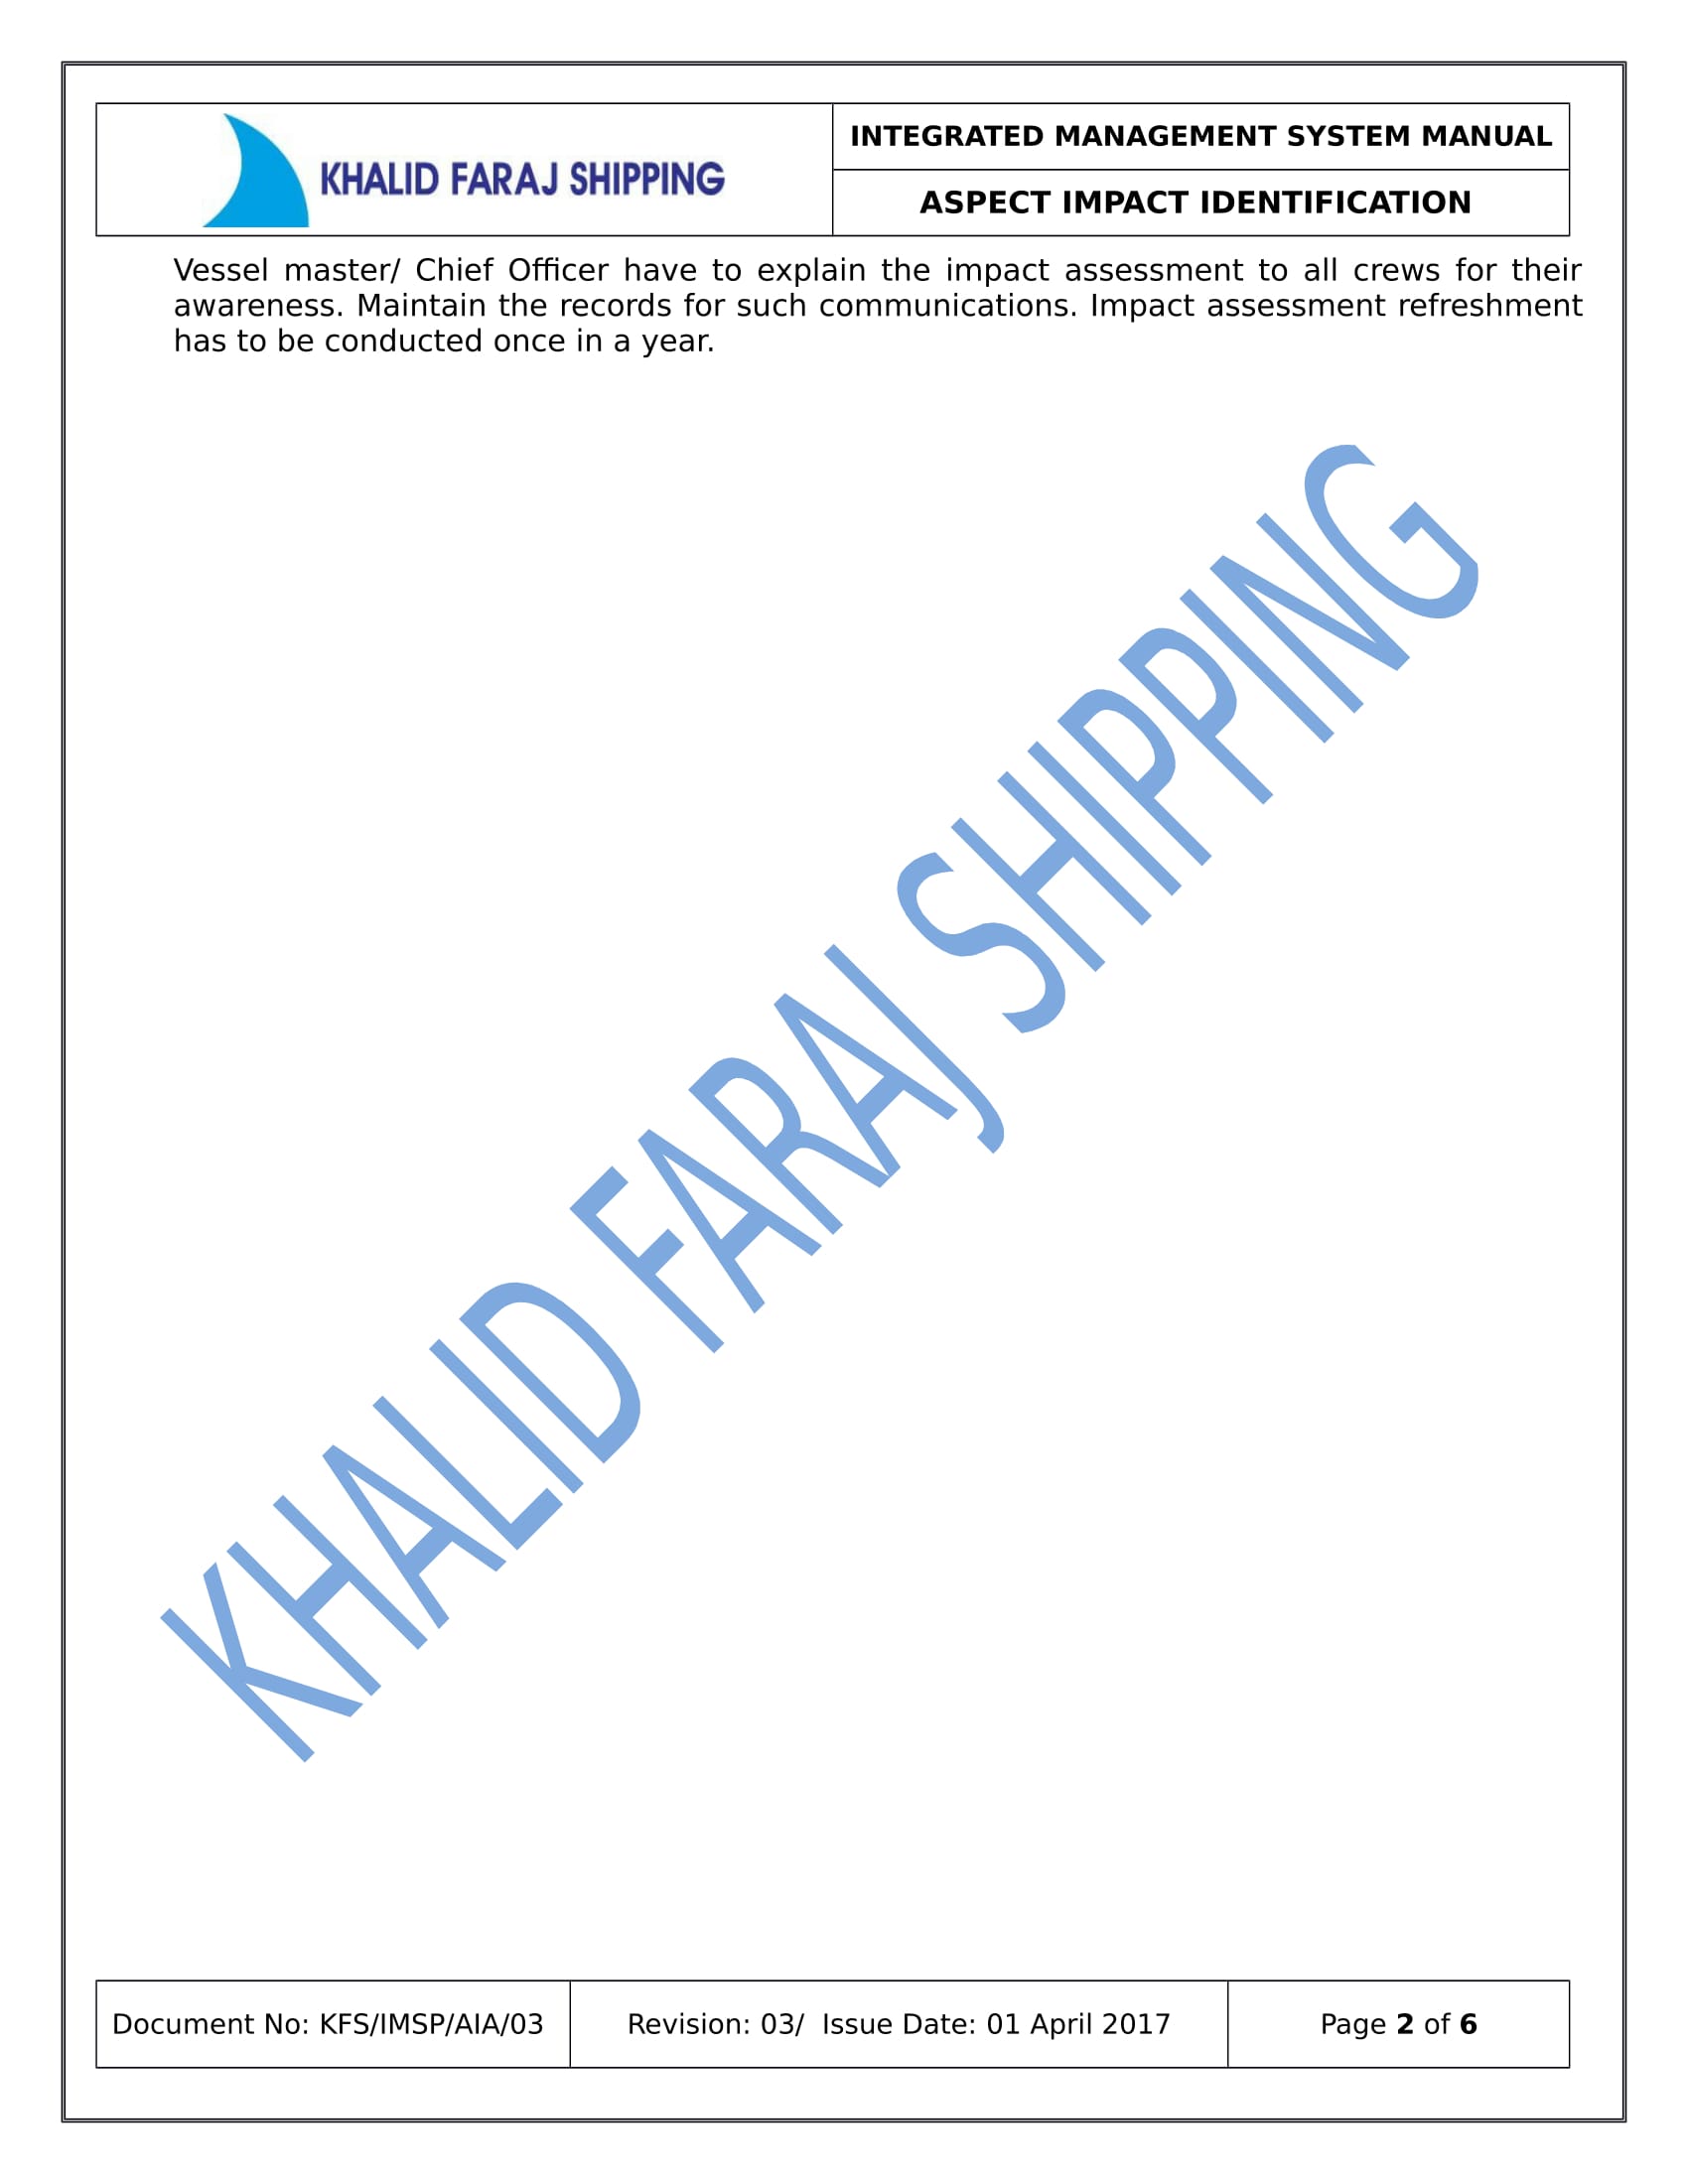 KHALID FARAJ SHIPPING
INTEGRATED MANAGEMENT SYSTEM MANUAL
ASPECT IMPACT IDENTIFICATION
Vessel master/ Chief Officer have to explain the impact assessment to all crews for their
awareness. Maintain the records for such communications. Impact assessment refreshment
has to be conducted once in a year.
KHALID FARAJ SHIPPING
Document No: KFS/IMSP/AIA/03
Revision: 03/  Issue Date: 01 April 2017
Page 2 of 6